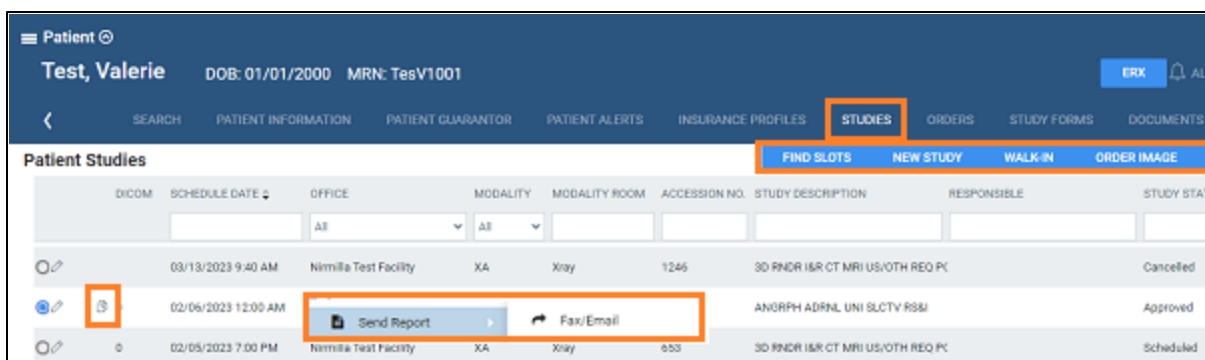 Patient
Test, Valerie DOB: 01/01/2000 MRN: TesV1001 ERX
SEARCH PATIENT INFORMATION PATIENT GUARANTOR PATIENT ALERTS INSURANCE PROFILES STUDIES ORDERS STUDY FORMS DOCUMENTS
Patient Studies FIND SLOTS NEW STUDY WALK-IN ORDER IMAGE
DICOM SCHEDULE DATE OFFICE MODALITY MODALITY ROOM ACCESSION NO. STUDY DESCRIPTION RESPONSIBLE STUDY STAT
All All
03/13/2023 9:40 AM Nirmilla Test Facility XA Xray 1246 3D RNDR I&R CT MRI US/OTH REQ PC Cancelled
02/06/2023 12:00 AM ANGRPH ADRNL UNI SLCTV RS&I Approved
Send Report Fax/Email
0 02/05/2023 7:00 PM Nirmilla Test Facility XA Xray 653 3D RNDR I&R CT MRI US/OTH REQ PC Scheduled